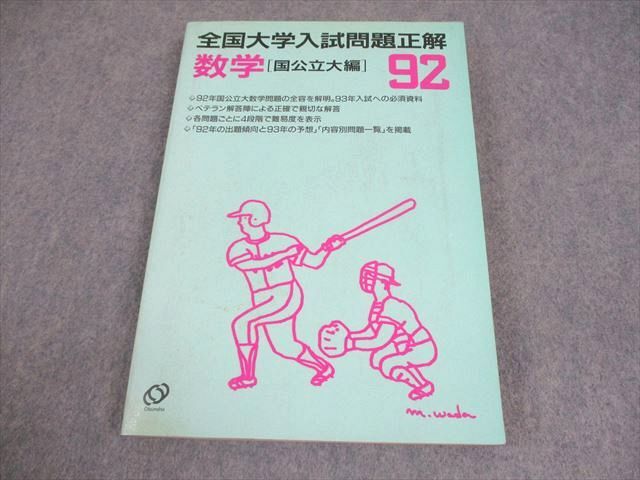 全国大学入試問題正解
数学[国公立大編] 92
◇92年国公立大数学問題の全容を解明。93年入試への必須資料
◇ベテラン解答陣による正確で親切な解答
◇各問題ごとに4段階で難易度を表示
◇「92年の出題傾向と93年の予想」「内容別問題一覧」を掲載
Obunsha
m. Wada